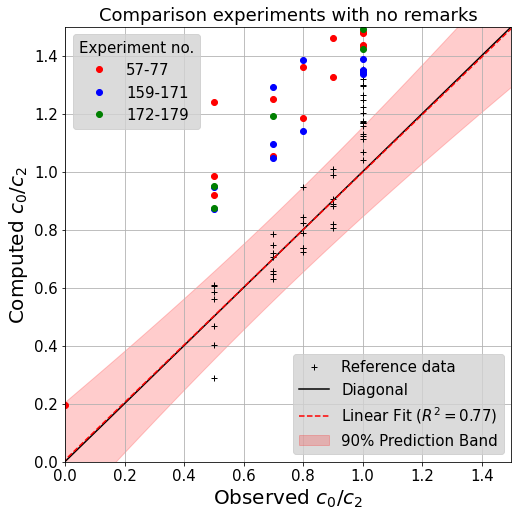 Comparison experiments with no remarks
Experiment no.
57-77
159-171
172-179
Computed c₀/c₂
1.4
1.2
1.0
0.8
0.6
0.4
0.2
0.0
Reference data
Diagonal
Linear Fit (R² = 0.77)
90% Prediction Band
0.0 0.2 0.4 0.6 0.8 1.0 1.2 1.4
Observed c₀/c₂